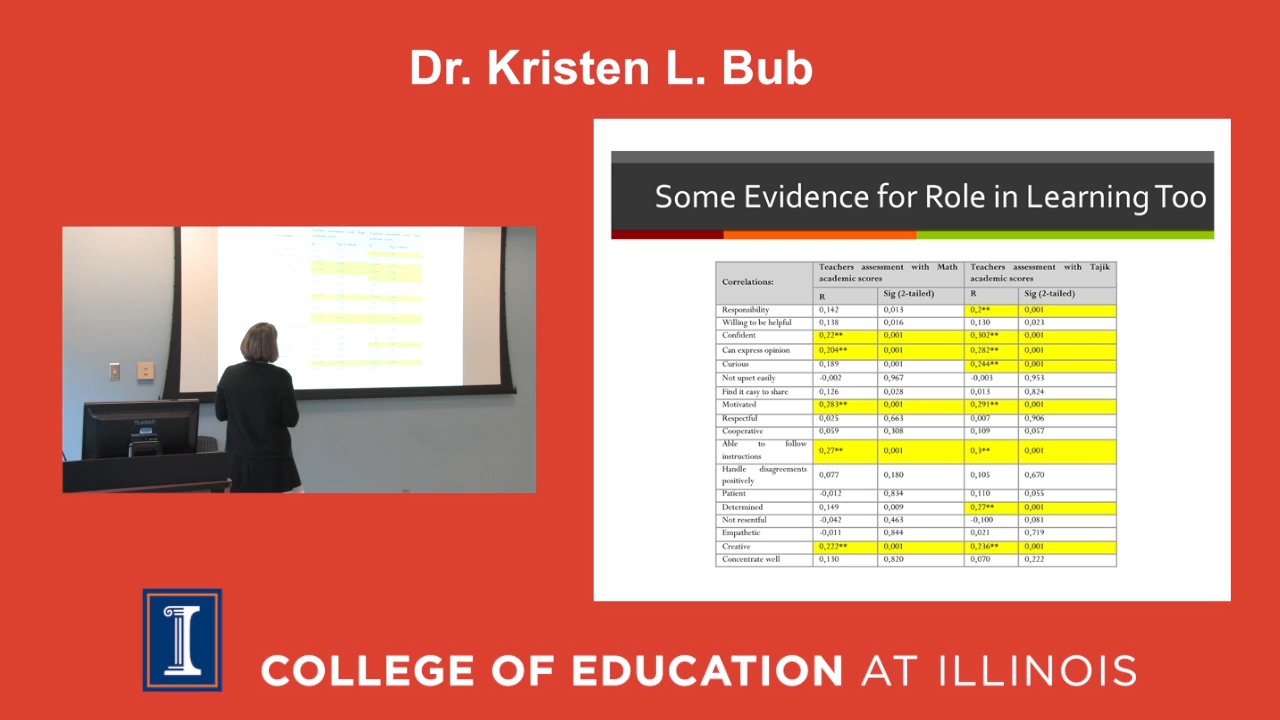 Dr. Kristen L. Bub
Some Evidence for Role in Learning Too
Correlations: Teachers assessment with Math academic scores Teachers assessment with Tajik academic scores
R Sig (2-tailed) R Sig (2-tailed)
Responsibility 0,142 0,013 0,2** 0,001
Willing to be helpful 0,138 0,016 0,130 0,023
Confident 0,22** 0,001 0,302** 0,001
Can express opinion 0,204** 0,001 0,282** 0,001
Curious 0,189 0,001 0,244** 0,001
Not upset easily -0,002 0,967 -0,003 0,953
Find it easy to share 0,126 0,028 0,013 0,824
Motivated 0,283** 0,001 0,291** 0,001
Respectful 0,025 0,663 0,007 0,906
Cooperative 0,059 0,308 0,109 0,057
Able to follow instructions 0,27** 0,001 0,3** 0,001
Handle disagreements positively 0,077 0,180 0,105 0,670
Patient -0,012 0,834 0,110 0,055
Determined 0,149 0,009 0,27** 0,001
Not resentful -0,042 0,463 -0,100 0,081
Empathetic -0,011 0,844 0,021 0,719
Creative 0,222** 0,001 0,236** 0,001
Concentrate well 0,130 0,820 0,070 0,222
COLLEGE OF EDUCATION AT ILLINOIS